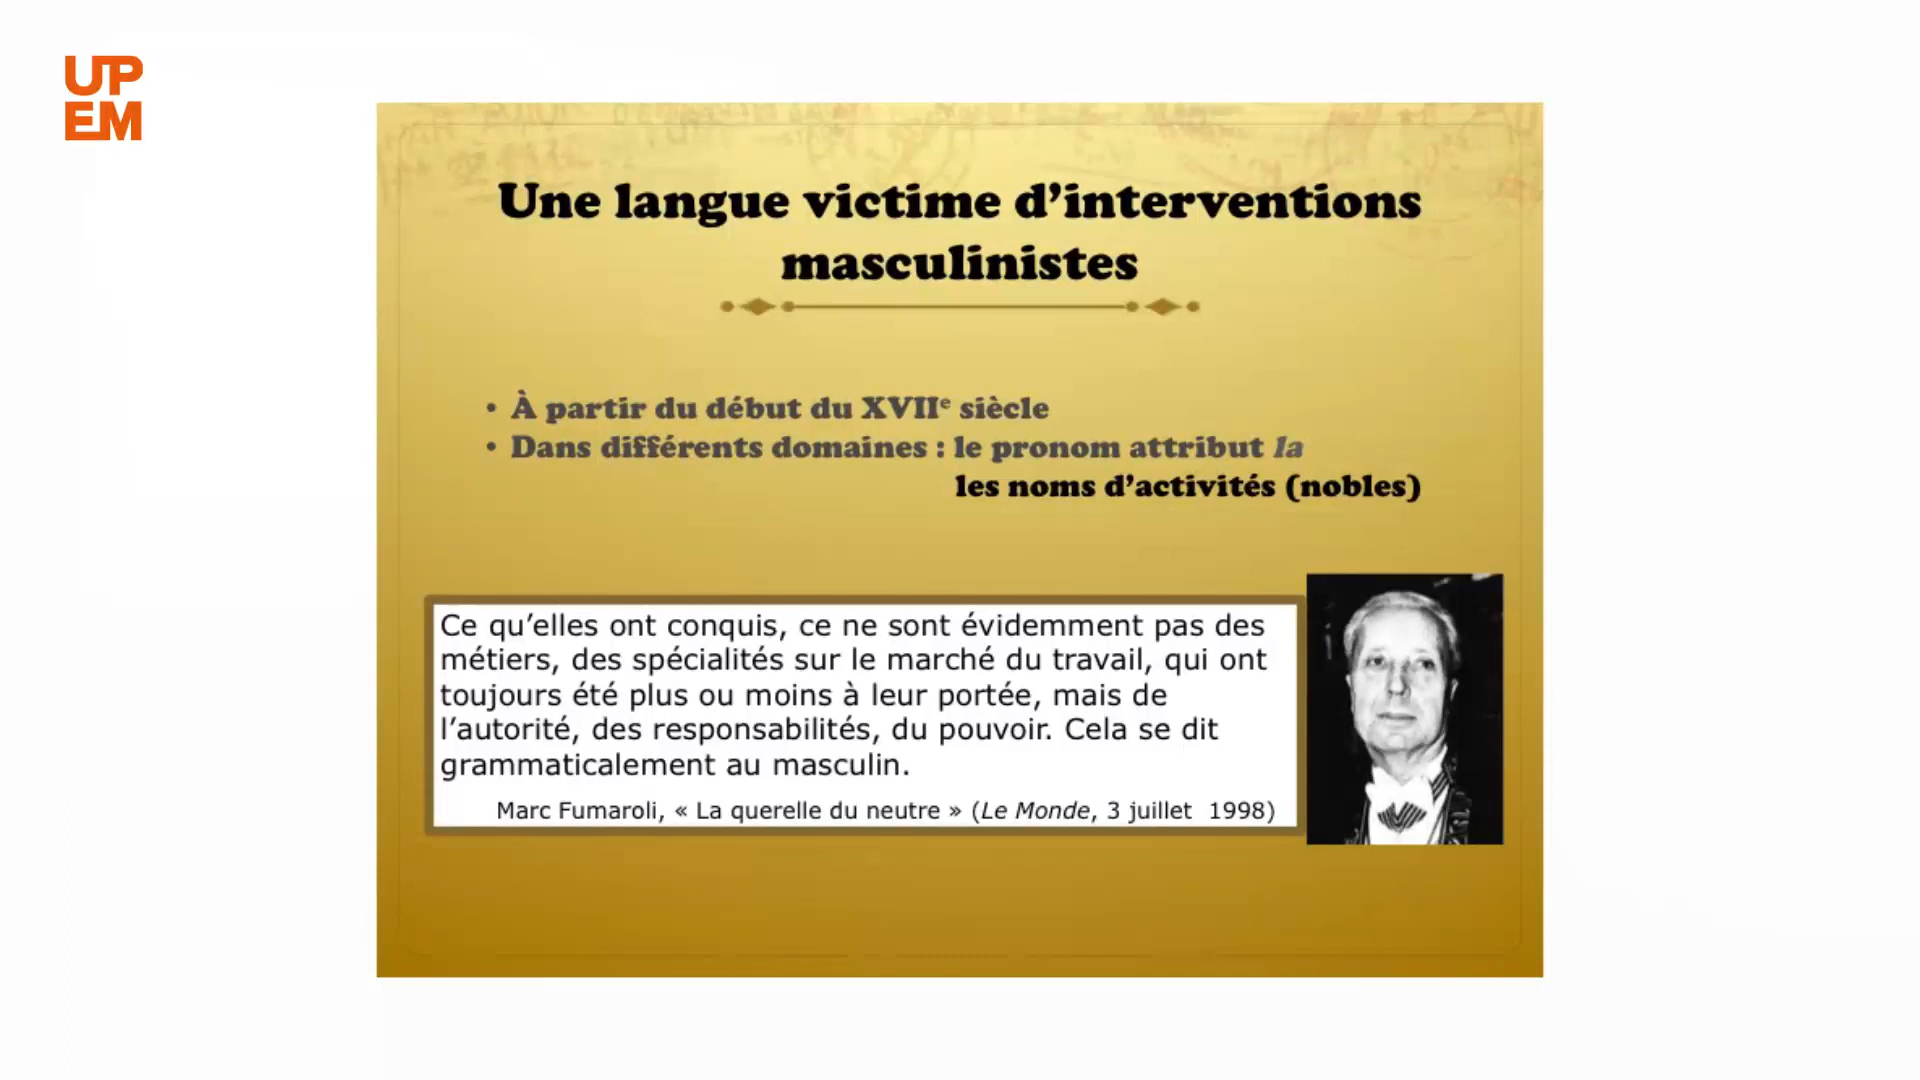 UP
EM
Une langue victime d’interventions
masculinistes
• À partir du début du XVIIe siècle
• Dans différents domaines : le pronom attribut la
les noms d’activités (nobles)
Ce qu’elles ont conquis, ce ne sont évidemment pas des
métiers, des spécialités sur le marché du travail, qui ont
toujours été plus ou moins à leur portée, mais de
l’autorité, des responsabilités, du pouvoir. Cela se dit
grammaticalement au masculin.
Marc Fumaroli, « La querelle du neutre » (Le Monde, 3 juillet 1998)